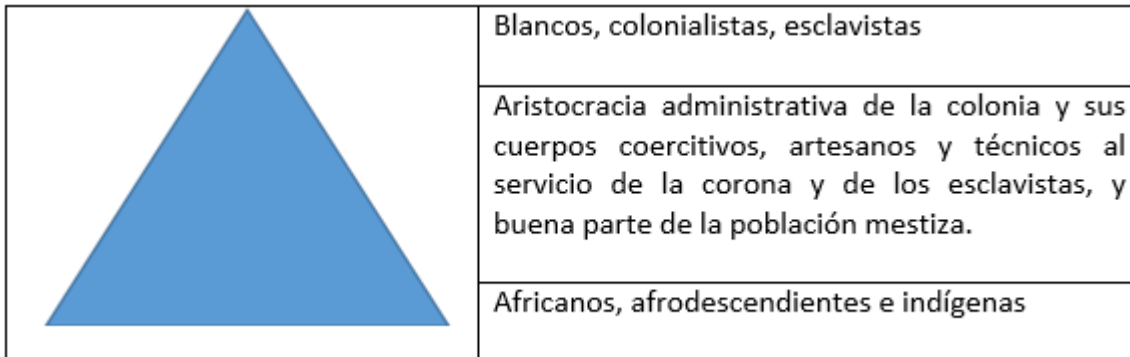 Blancos, colonialistas, esclavistas
Aristocracia administrativa de la colonia y sus
cuerpos coercitivos, artesanos y técnicos al
servicio de la corona y de los esclavistas, y
buena parte de la población mestiza.
Africanos, afrodescendientes e indígenas